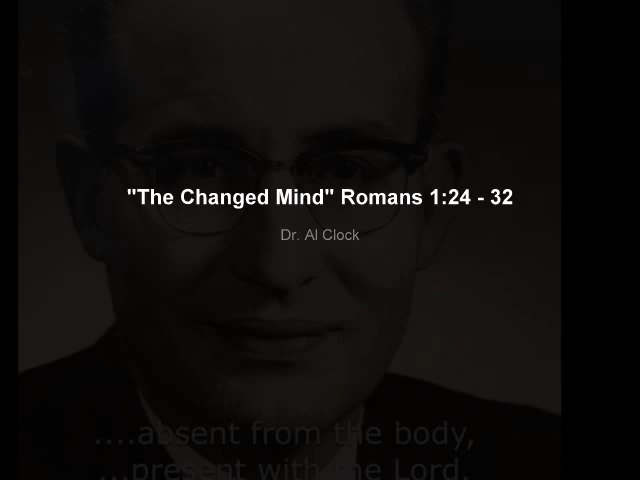 "The Changed Mind" Romans 1:24 - 32
Dr. Al Clock
....absent from the body,
...present with the Lord.